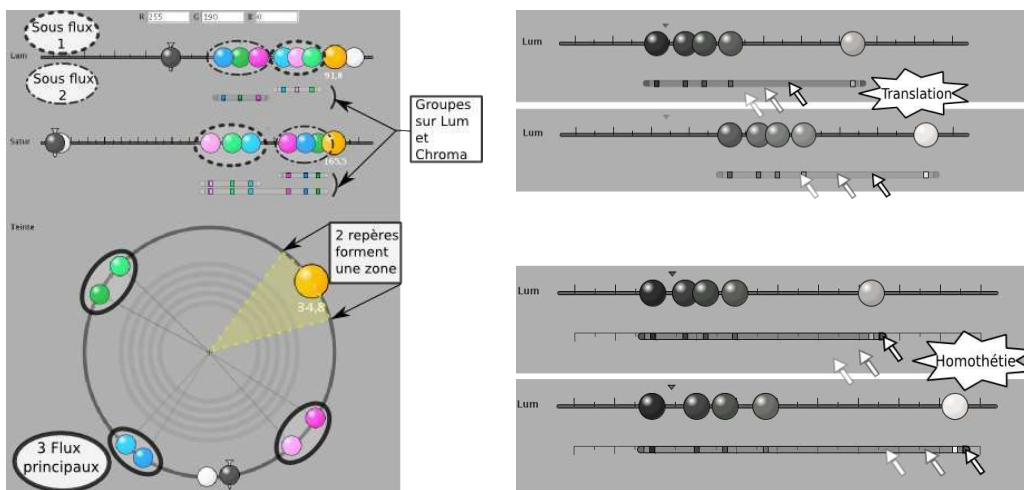 R 255 G 190 B 0
Sous flux
1
Lum
91,8
Sous flux
2
Groupes
sur Lum
et
Chroma
Satur
165,5
Teinte
2 repères
forment
une zone
34,8
3 Flux
principaux
Lum
Translation
Lum
Lum
Homothétie
Lum